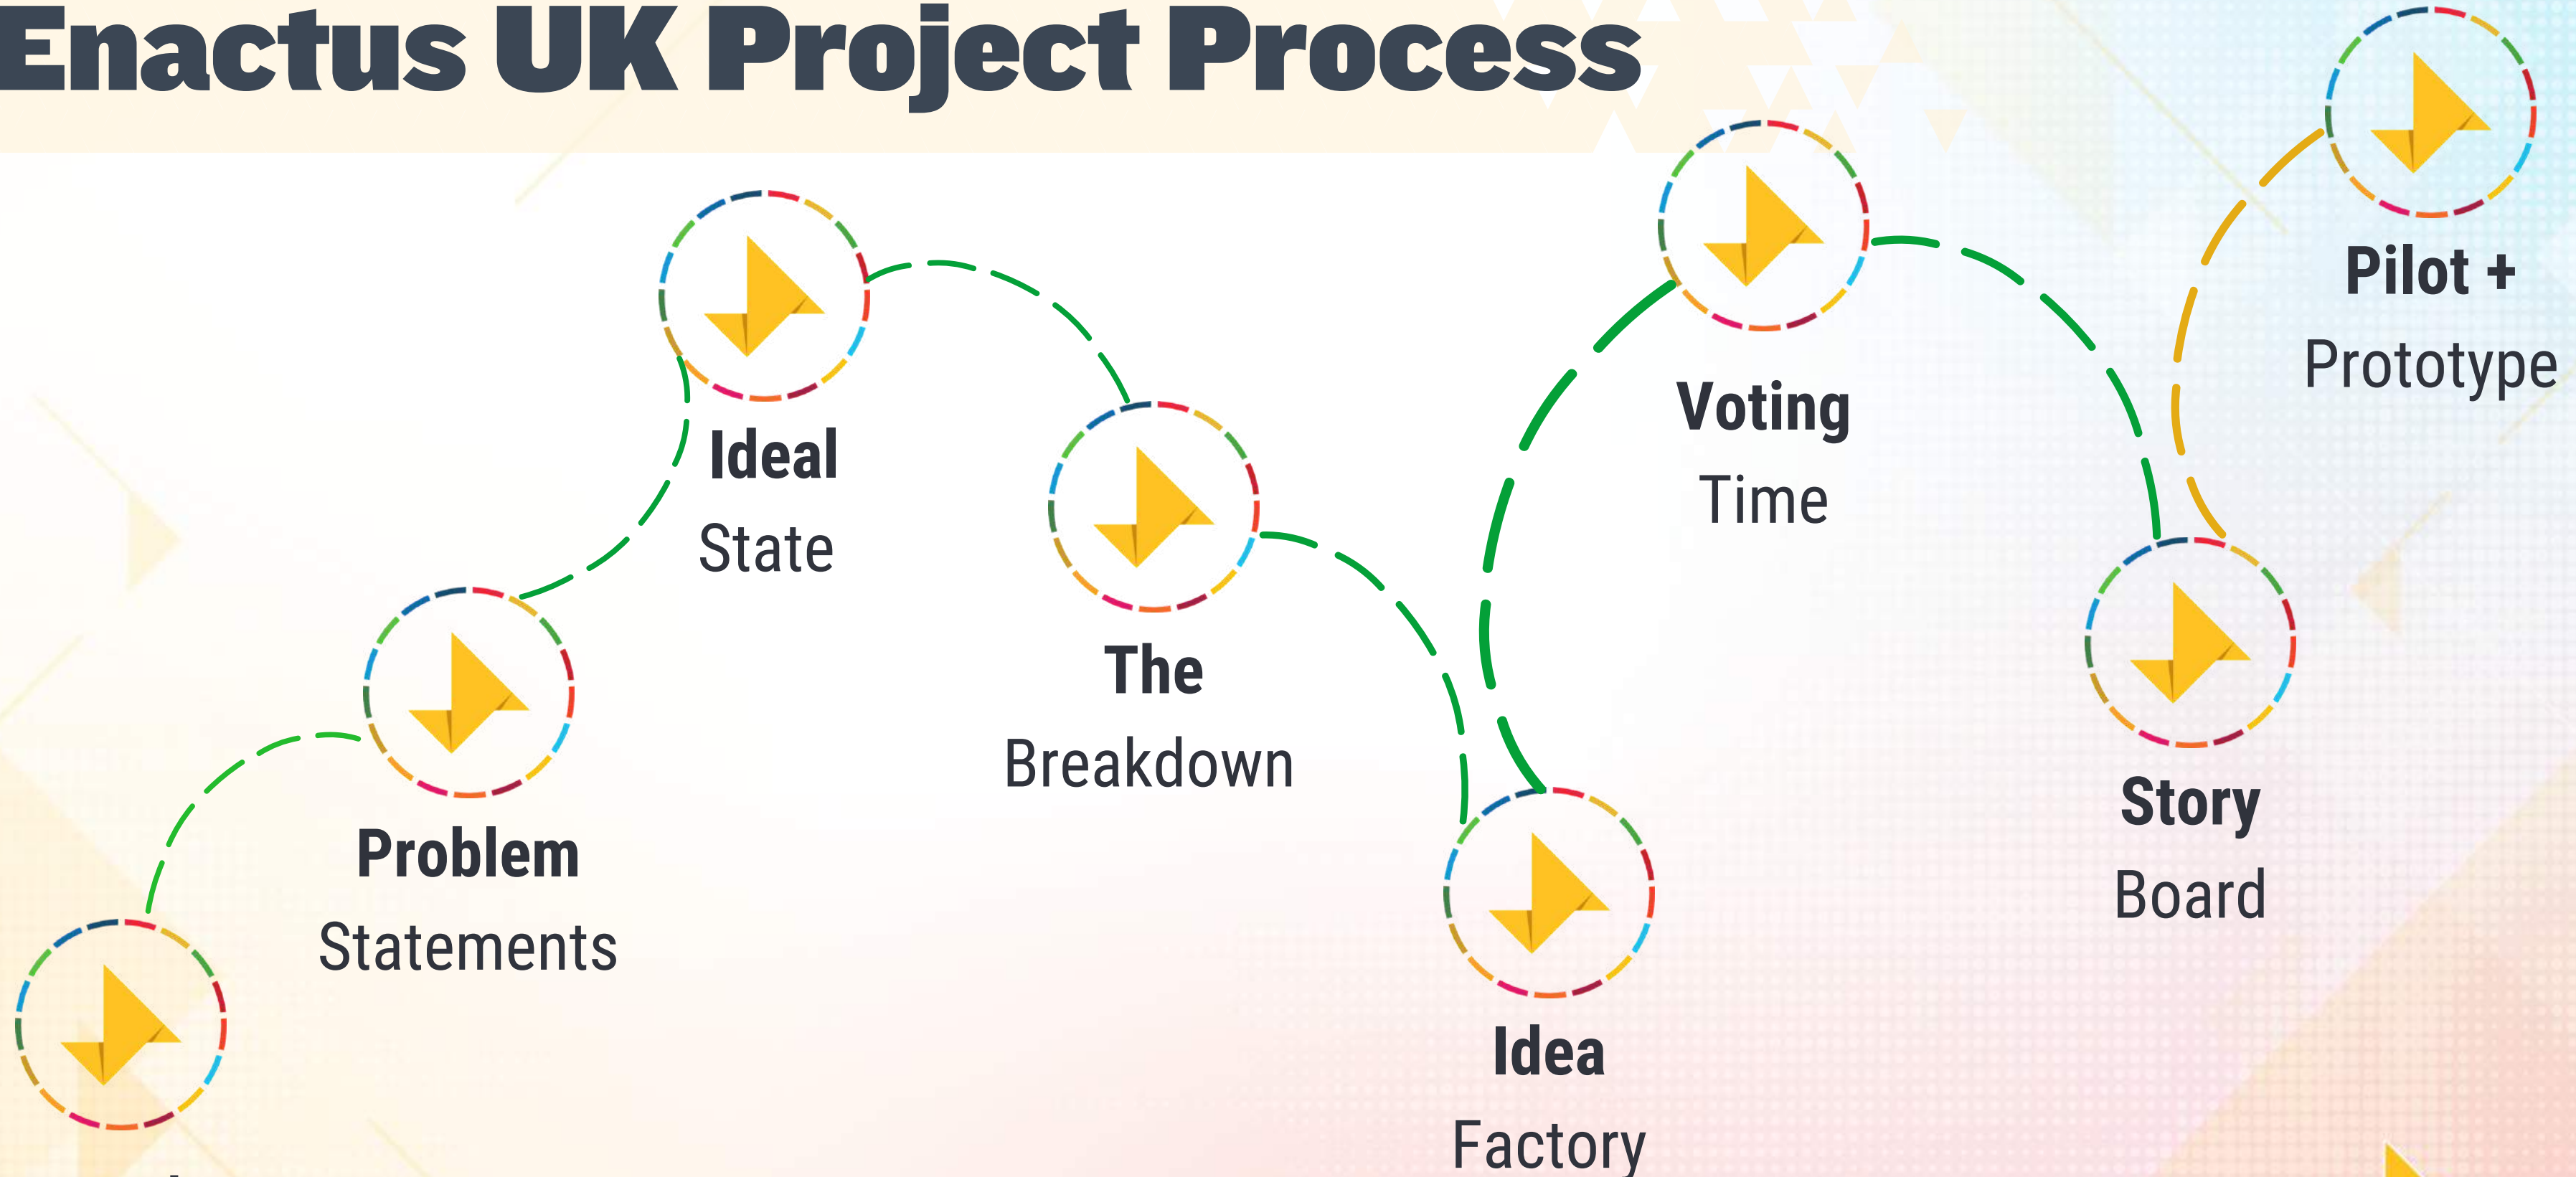 Enactus UK Project Process
Ideal
State
Problem
Statements
The
Breakdown
Idea
Factory
Voting
Time
Story
Board
Pilot +
Prototype